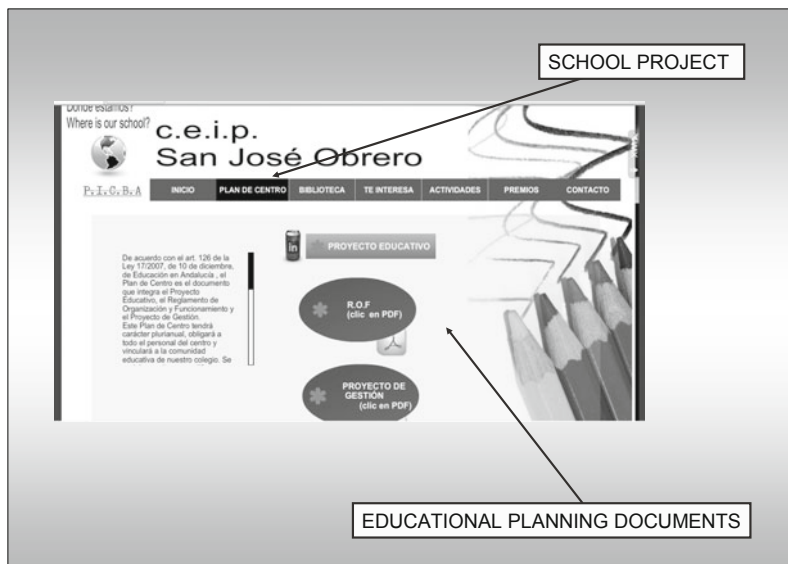 SCHOOL PROJECT
Donde estamos?
Where is our school?
c.e.i.p.
San José Obrero
P.I.C.B.A
INICIO
PLAN DE CENTRO
BIBLIOTECA
TE INTERESA
ACTIVIDADES
PREMIOS
CONTACTO
De acuerdo con el art. 126 de la
Ley 17/2007, de 10 de diciembre,
de Educación en Andalucía , el
Plan de Centro es el documento
que integra el Proyecto
Educativo, el Reglamento de
Organización y Funcionamiento y
el Proyecto de Gestión.
Este Plan de Centro tendrá
carácter plurianual, obligará a
todo el personal del centro y
vinculará a la comunidad
educativa de nuestro colegio. Se
in
PROYECTO EDUCATIVO
R.O.F
(clic en PDF)
PROYECTO DE
GESTIÓN
(clic en PDF)
EDUCATIONAL PLANNING DOCUMENTS